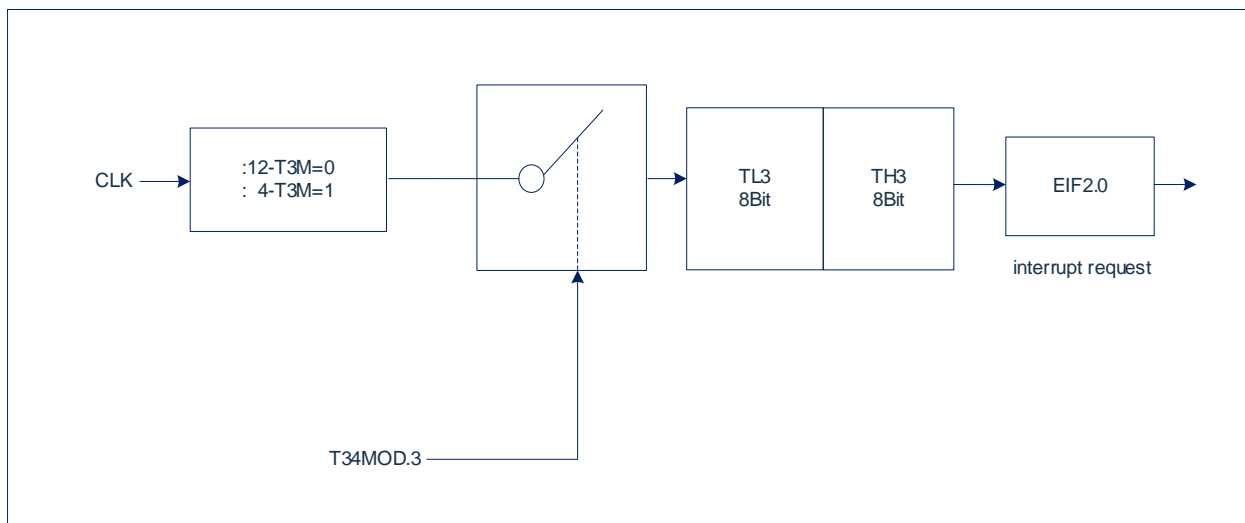 CLK
:12-T3M=0
: 4-T3M=1
TL3
8Bit
TH3
8Bit
EIF2.0
interrupt request
T34MOD.3